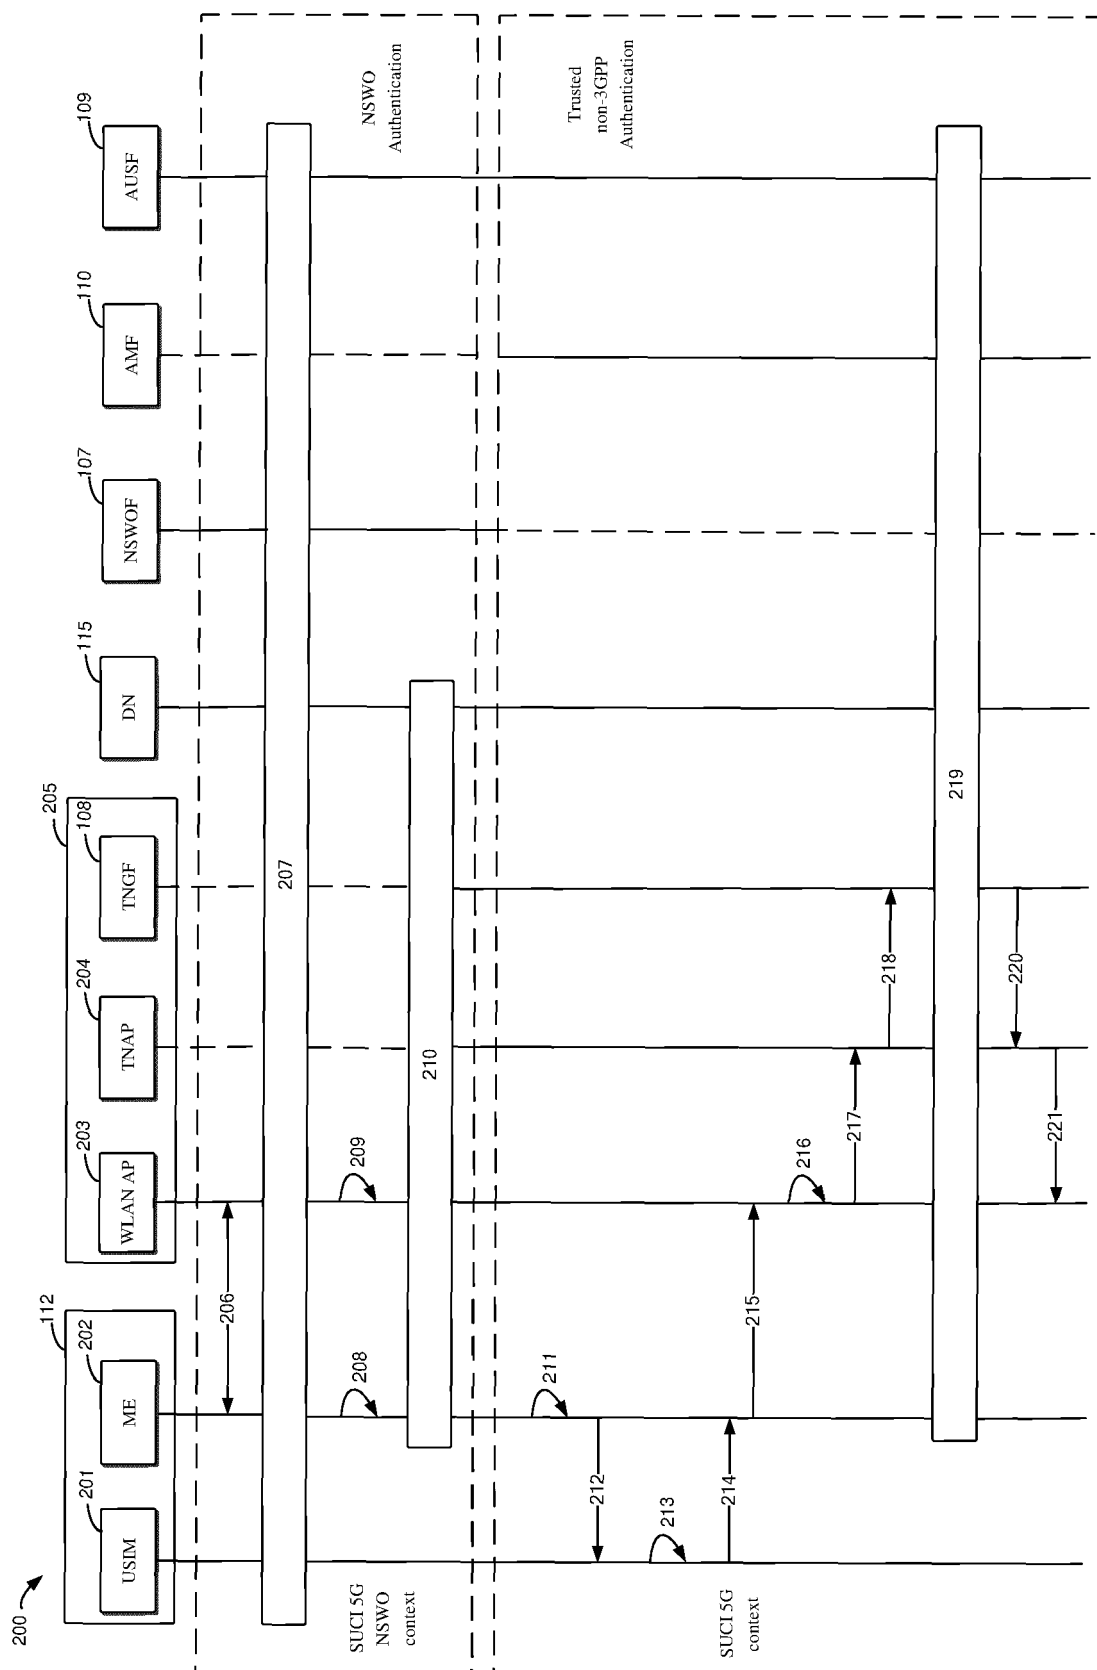 200
112
205
201
USIM
202
ME
203
WLAN AP
204
TNAP
108
TNGF
115
DN
107
NSWOF
110
AMF
109
AUSF
NSWO
Authentication
206
207
208
209
210
SUCI 5G
NSWO
context
Trusted
non-3GPP
Authentication
211
212
213
214
215
216
217
218
219
220
221
SUCI 5G
context